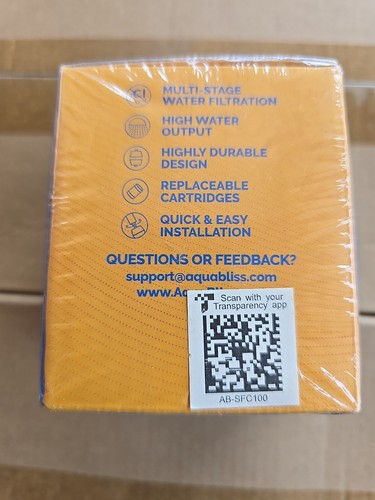 Cl
MULTI-STAGE
WATER FILTRATION
HIGH WATER
OUTPUT
HIGHLY DURABLE
DESIGN
REPLACEABLE
CARTRIDGES
QUICK & EASY
INSTALLATION
QUESTIONS OR FEEDBACK?
support@aquabliss.com
Scan with your
Transparency app
AB-SFC100